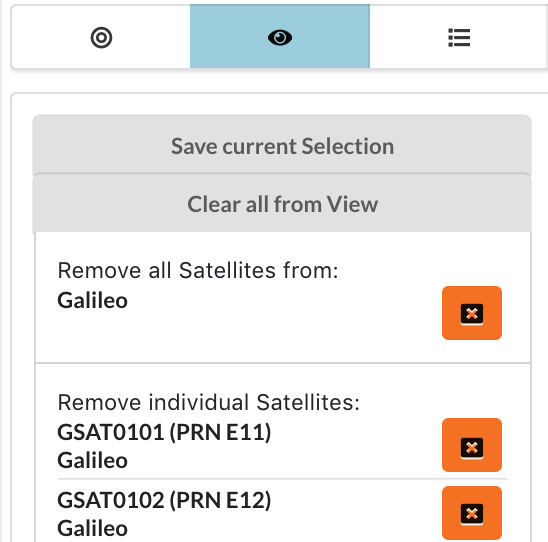 Save current Selection
Clear all from View
Remove all Satellites from:
Galileo
Remove individual Satellites:
GSAT0101 (PRN E11)
Galileo
GSAT0102 (PRN E12)
Galileo